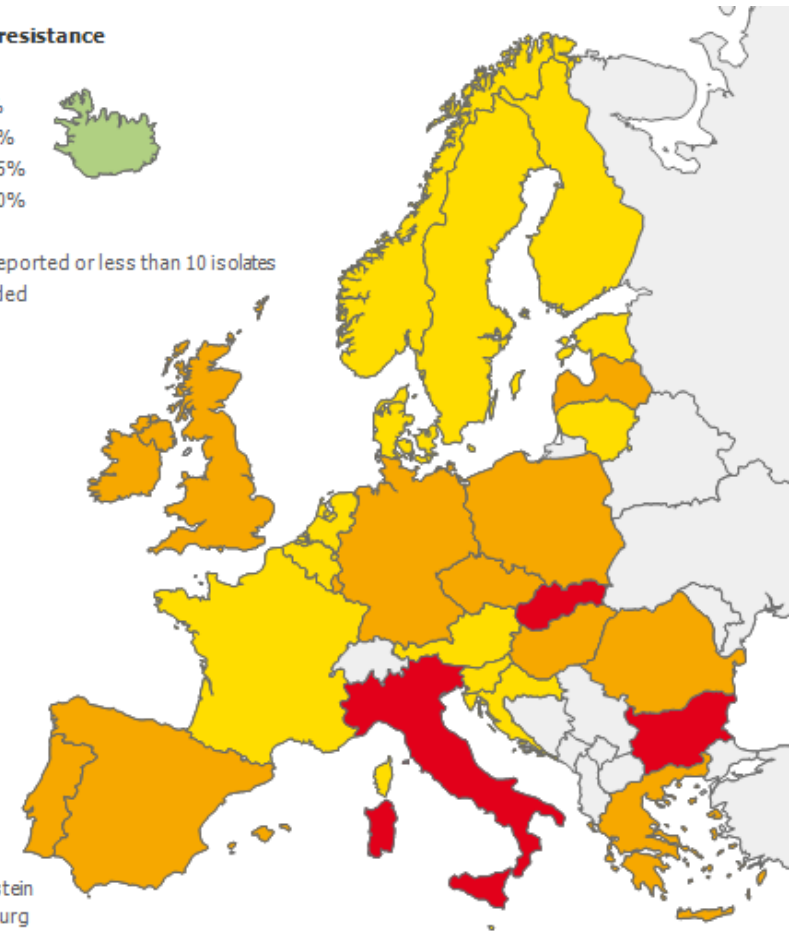 resistance
%
%
5%
0%
eported or less than 10 isolates
ded
stein
urg